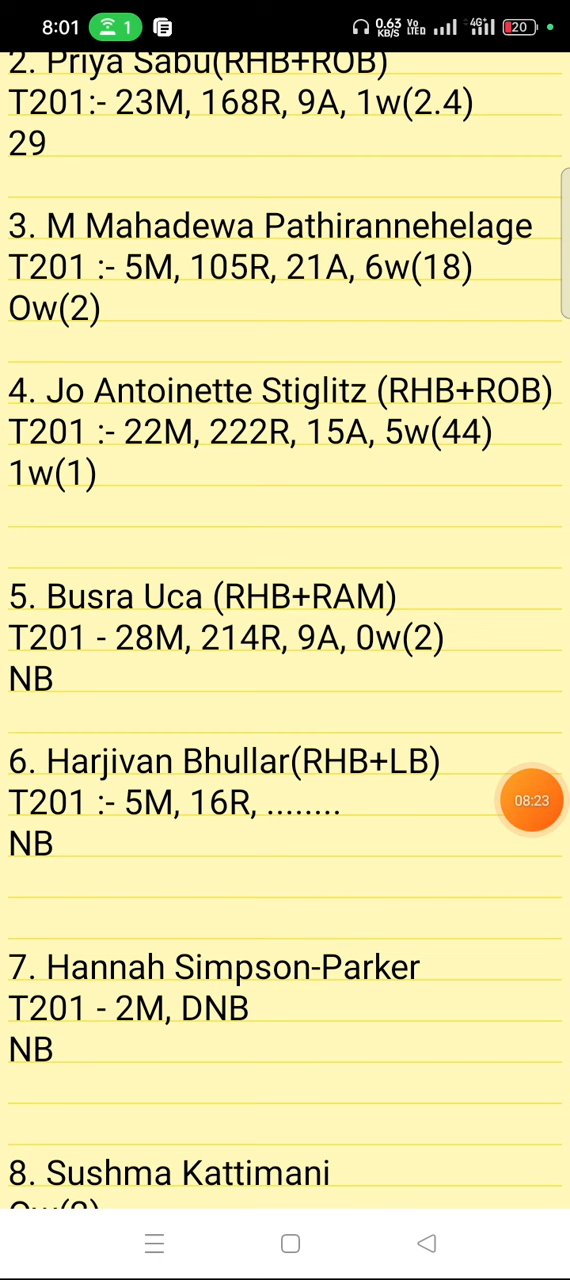 8:01 1 0.63 KB/S Vo LTE 4G+ 20
2. Priya Sabu(RHB+ROB)
T201:- 23M, 168R, 9A, 1w(2.4)
29
3. M Mahadewa Pathirannehelage
T201 :- 5M, 105R, 21A, 6w(18)
Ow(2)
4. Jo Antoinette Stiglitz (RHB+ROB)
T201 :- 22M, 222R, 15A, 5w(44)
1w(1)
5. Busra Uca (RHB+RAM)
T201 - 28M, 214R, 9A, 0w(2)
NB
6. Harjivan Bhullar(RHB+LB)
T201 :- 5M, 16R, ........
08:23
NB
7. Hannah Simpson-Parker
T201 - 2M, DNB
NB
8. Sushma Kattimani